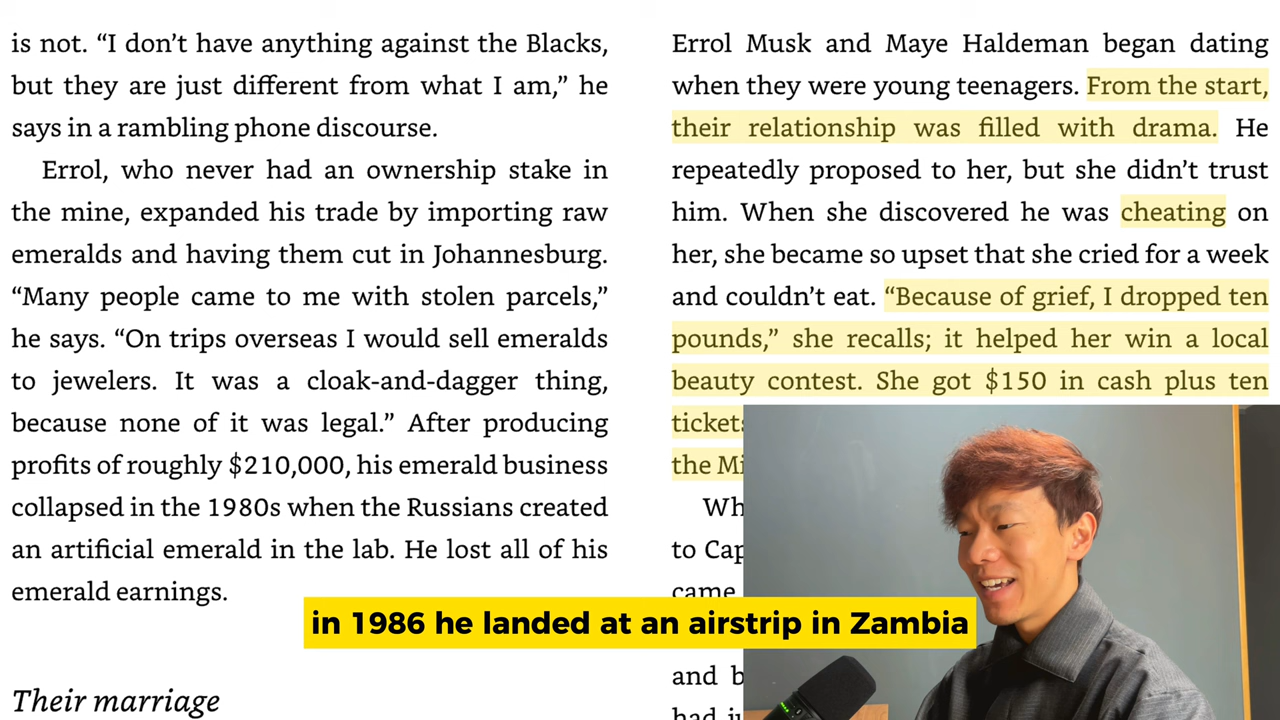 is not. “I don’t have anything against the Blacks,
but they are just different from what I am,” he
says in a rambling phone discourse.
Errol, who never had an ownership stake in
the mine, expanded his trade by importing raw
emeralds and having them cut in Johannesburg.
“Many people came to me with stolen parcels,”
he says. “On trips overseas I would sell emeralds
to jewelers. It was a cloak-and-dagger thing,
because none of it was legal.” After producing
profits of roughly $210,000, his emerald business
collapsed in the 1980s when the Russians created
an artificial emerald in the lab. He lost all of his
emerald earnings.
Their marriage
Errol Musk and Maye Haldeman began dating
when they were young teenagers. From the start,
their relationship was filled with drama. He
repeatedly proposed to her, but she didn’t trust
him. When she discovered he was cheating on
her, she became so upset that she cried for a week
and couldn’t eat. “Because of grief, I dropped ten
pounds,” she recalls; it helped her win a local
beauty contest. She got $150 in cash plus ten
tickets
the Mi
Wh
to Cap
came
and b
had
in 1986 he landed at an airstrip in Zambia